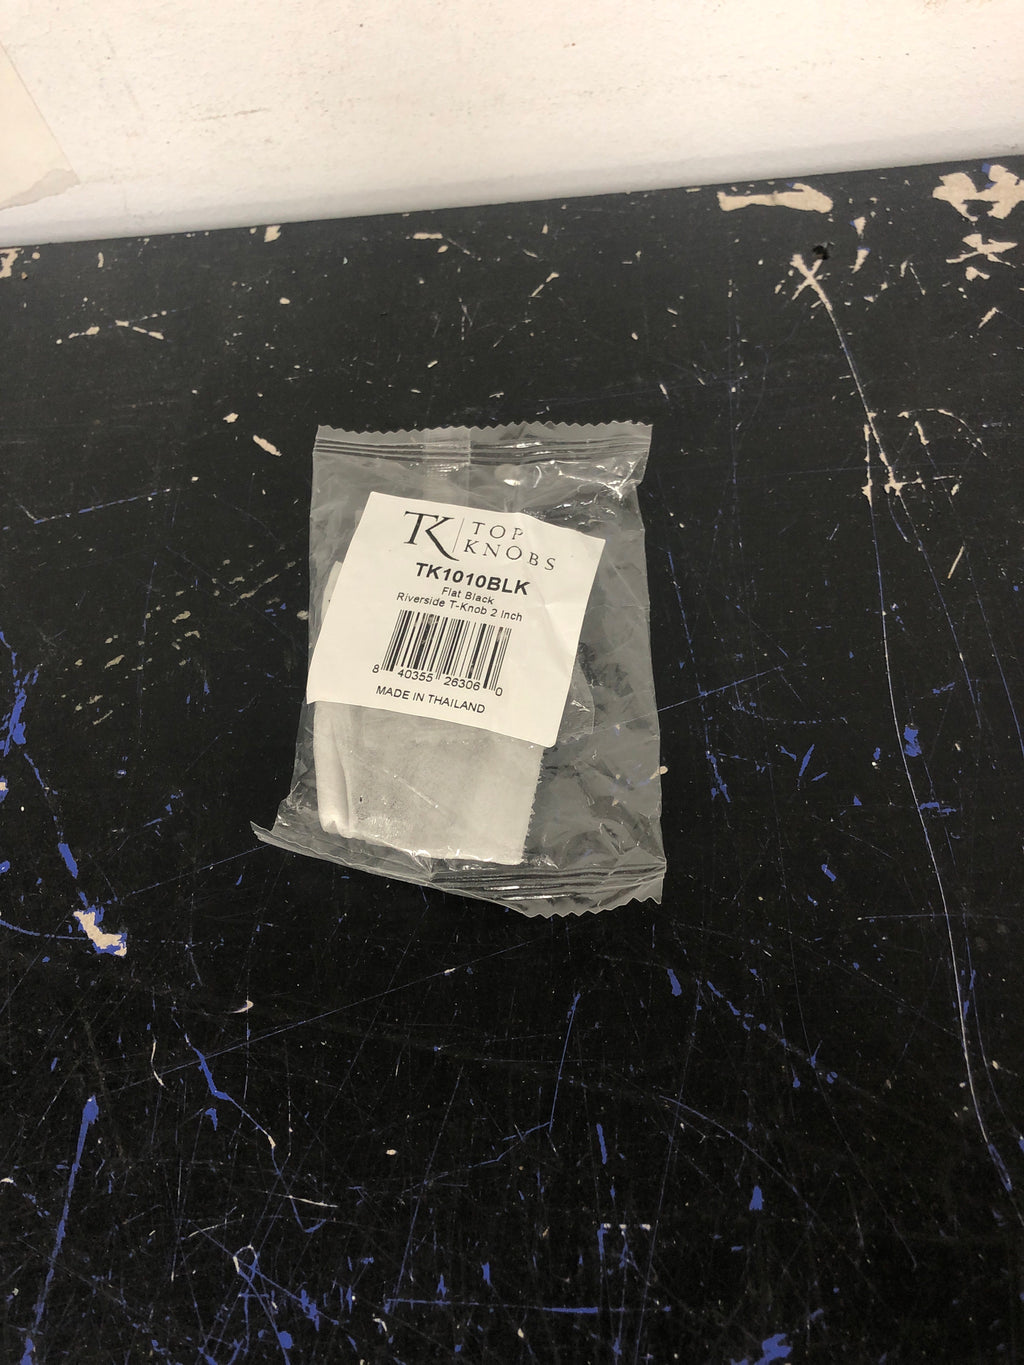 TK TOP
KNOBS
TK1010BLK
Flat Black
Riverside T-Knob 2 Inch
8 40355 26306 0
MADE IN THAILAND